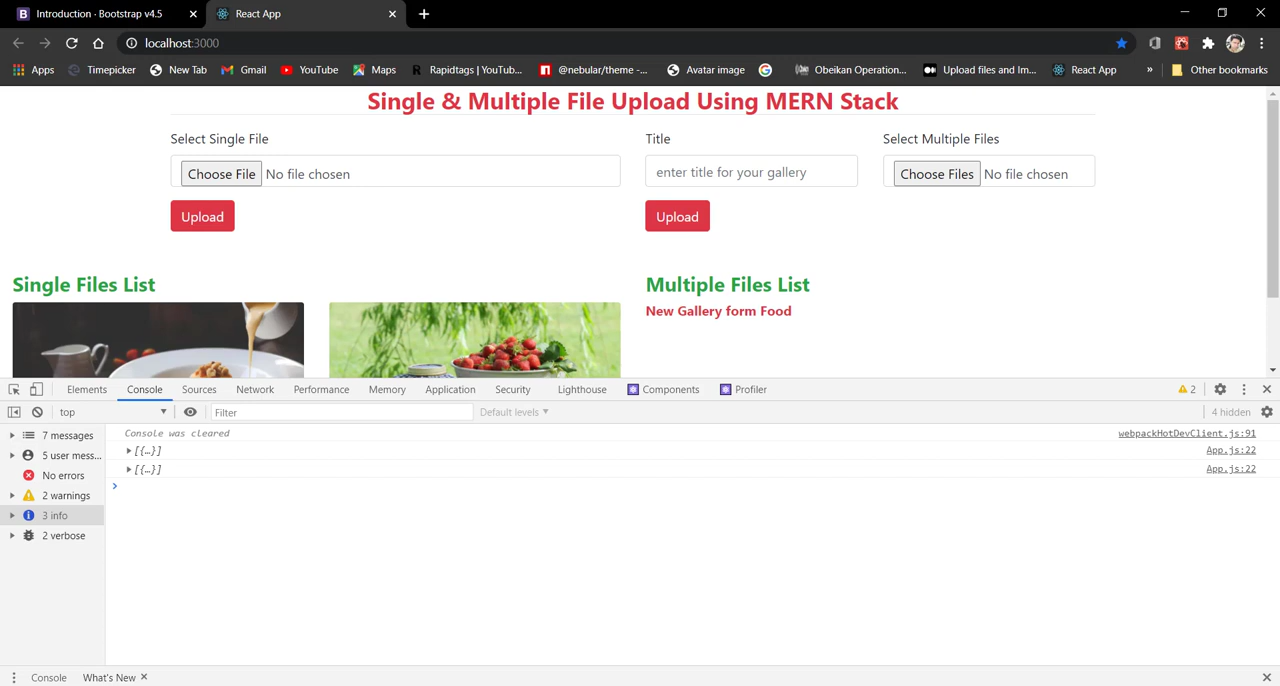 Introduction · Bootstrap v4.5
React App
localhost:3000
Apps
Timepicker
New Tab
Gmail
YouTube
Maps
Rapidtags | YouTub...
@nebular/theme -...
Avatar image
Obeikan Operation...
Upload files and Im...
React App
»
Other bookmarks
Single & Multiple File Upload Using MERN Stack
Select Single File
Title
Select Multiple Files
Choose File No file chosen
enter title for your gallery
Choose Files No file chosen
Upload
Upload
Single Files List
Multiple Files List
New Gallery form Food
Elements
Console
Sources
Network
Performance
Memory
Application
Security
Lighthouse
Components
Profiler
2
top
Filter
Default levels
4 hidden
7 messages
5 user mess...
No errors
2 warnings
3 info
2 verbose
Console was cleared
webpackHotDevClient.js:91
[{…}]
App.js:22
[{…}]
App.js:22
Console
What's New